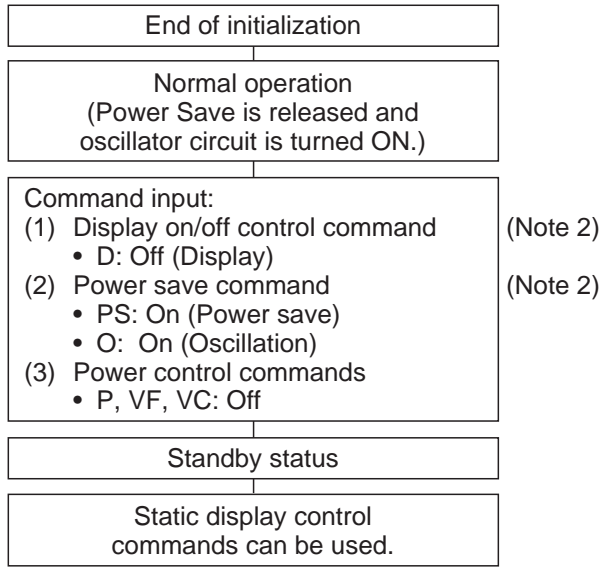 End of initialization
Normal operation
(Power Save is released and
oscillator circuit is turned ON.)
Command input:
(1) Display on/off control command (Note 2)
• D: Off (Display)
(2) Power save command (Note 2)
• PS: On (Power save)
• O: On (Oscillation)
(3) Power control commands
• P, VF, VC: Off
Standby status
Static display control
commands can be used.